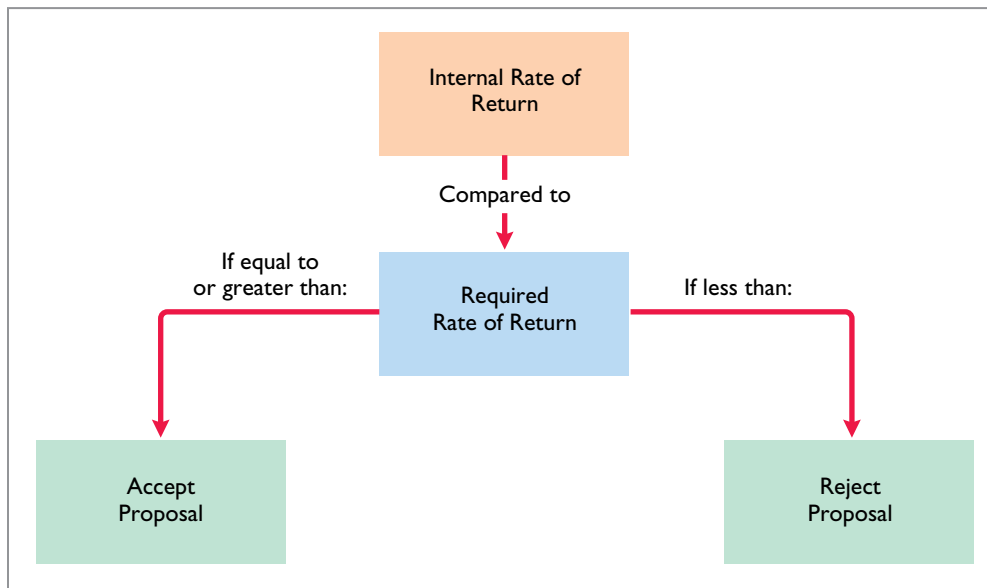 Internal Rate of
Return
Compared to
If equal to
or greater than:
Required
Rate of Return
If less than:
Accept
Proposal
Reject
Proposal